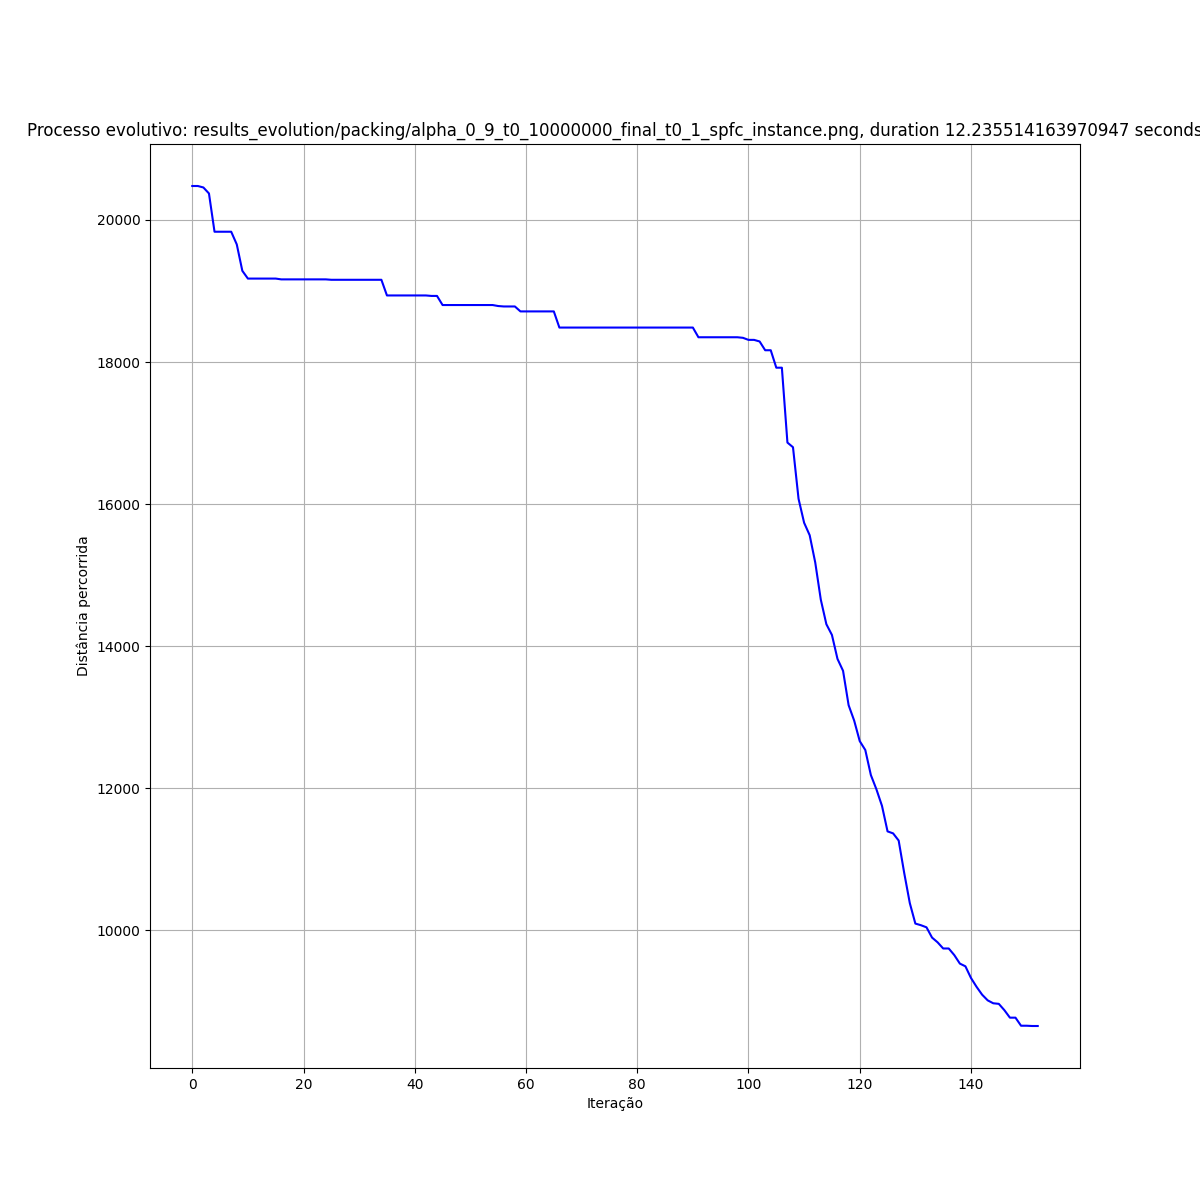 Processo evolutivo: results_evolution/packing/alpha_0_9_t0_10000000_final_t0_1_spfc_instance.png, duration 12.235514163970947 seconds
20000
18000
16000
14000
12000
10000
Distância percorrida
0 20 40 60 80 100 120 140
Iteração